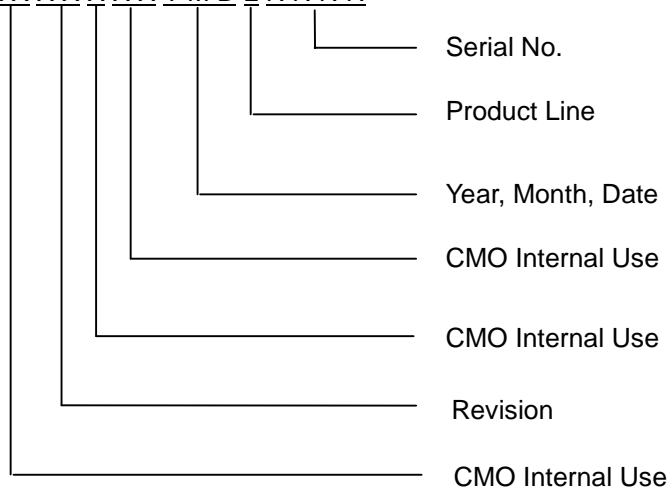 Serial No.
Product Line
Year, Month, Date
CMO Internal Use
CMO Internal Use
Revision
CMO Internal Use